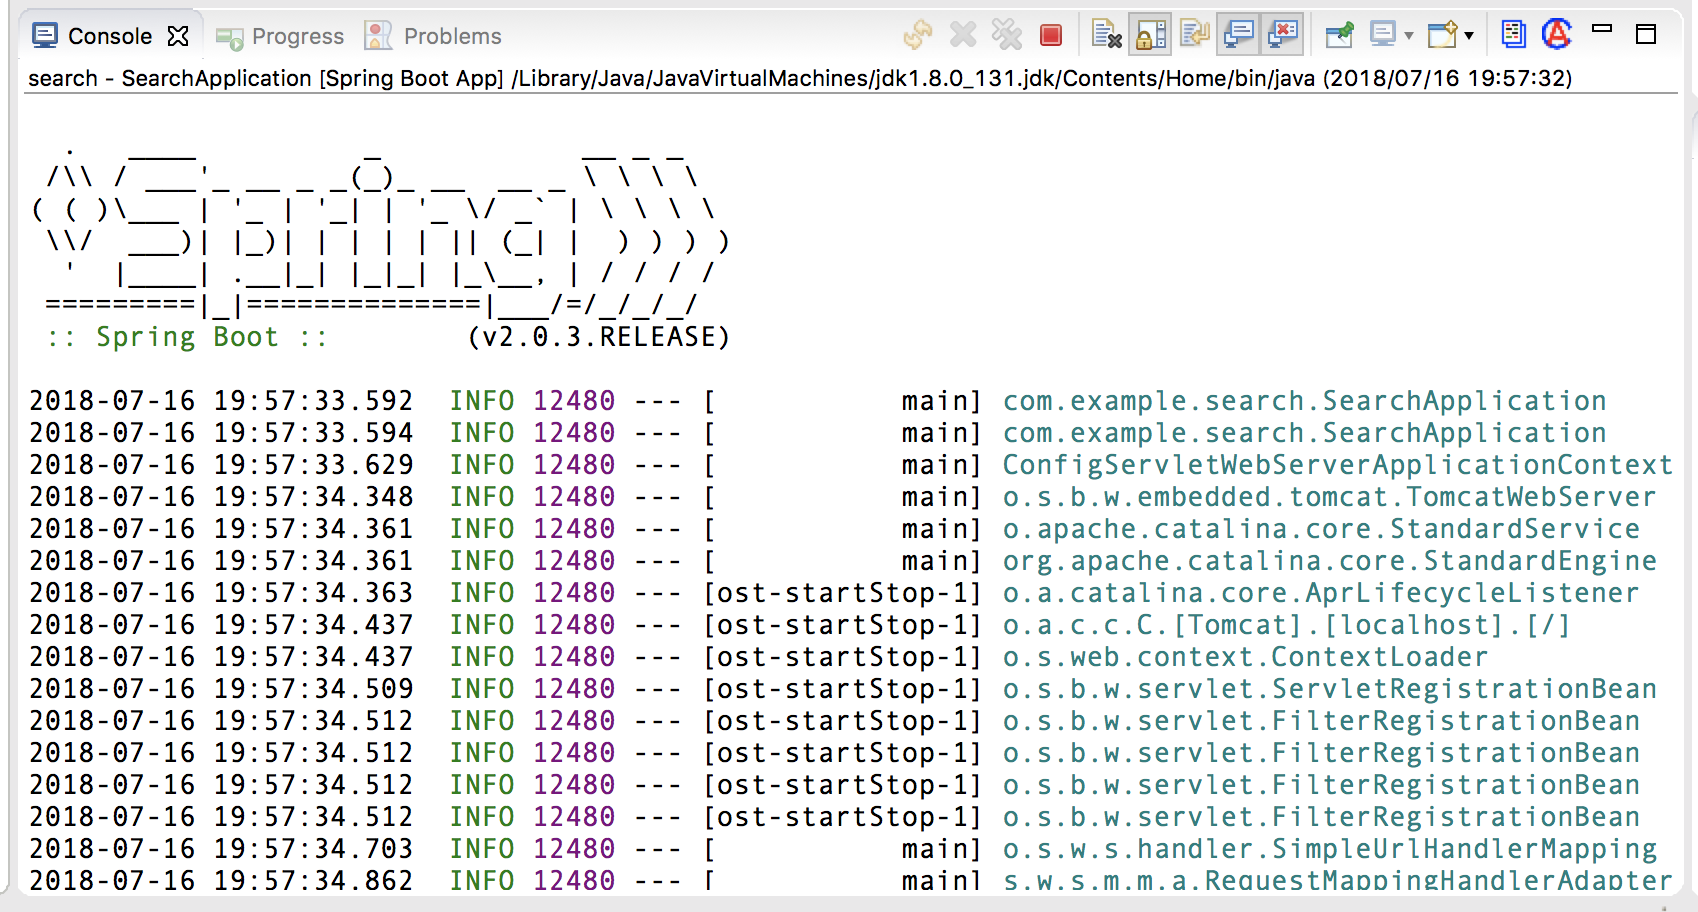 Console Progress Problems
search - SearchApplication [Spring Boot App] /Library/Java/JavaVirtualMachines/jdk1.8.0_131.jdk/Contents/Home/bin/java (2018/07/16 19:57:32)
  .   ____          _            __ _ _
 /\\ / ___'_ __ _ _(_)_ __  __ _ \ \ \ \
( ( )\___ | '_ | '_| | '_ \/ _` | \ \ \ \
 \\/  ___)| |_)| | | | | || (_| |  ) ) ) )
  '  |____| .__|_| |_|_| |_\__, | / / / /
 =========|_|==============|___/=/_/_/_/
 :: Spring Boot ::        (v2.0.3.RELEASE)
2018-07-16 19:57:33.592  INFO 12480 --- [           main] com.example.search.SearchApplication
2018-07-16 19:57:33.594  INFO 12480 --- [           main] com.example.search.SearchApplication
2018-07-16 19:57:33.629  INFO 12480 --- [           main] ConfigServletWebServerApplicationContext
2018-07-16 19:57:34.348  INFO 12480 --- [           main] o.s.b.w.embedded.tomcat.TomcatWebServer
2018-07-16 19:57:34.361  INFO 12480 --- [           main] o.apache.catalina.core.StandardService
2018-07-16 19:57:34.361  INFO 12480 --- [           main] org.apache.catalina.core.StandardEngine
2018-07-16 19:57:34.363  INFO 12480 --- [ost-startStop-1] o.a.catalina.core.AprLifecycleListener
2018-07-16 19:57:34.437  INFO 12480 --- [ost-startStop-1] o.a.c.c.C.[Tomcat].[localhost].[/]
2018-07-16 19:57:34.437  INFO 12480 --- [ost-startStop-1] o.s.web.context.ContextLoader
2018-07-16 19:57:34.509  INFO 12480 --- [ost-startStop-1] o.s.b.w.servlet.ServletRegistrationBean
2018-07-16 19:57:34.512  INFO 12480 --- [ost-startStop-1] o.s.b.w.servlet.FilterRegistrationBean
2018-07-16 19:57:34.512  INFO 12480 --- [ost-startStop-1] o.s.b.w.servlet.FilterRegistrationBean
2018-07-16 19:57:34.512  INFO 12480 --- [ost-startStop-1] o.s.b.w.servlet.FilterRegistrationBean
2018-07-16 19:57:34.512  INFO 12480 --- [ost-startStop-1] o.s.b.w.servlet.FilterRegistrationBean
2018-07-16 19:57:34.703  INFO 12480 --- [           main] o.s.w.s.handler.SimpleUrlHandlerMapping
2018-07-16 19:57:34.862  INFO 12480 --- [           main] s.w.s.m.m.a.RequestMappingHandlerAdapter